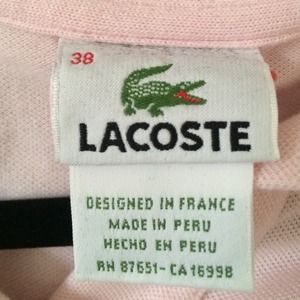 38
LACOSTE
DESIGNED IN FRANCE
MADE IN PERU
HECHO EN PERU
RN 87651-CA 16998